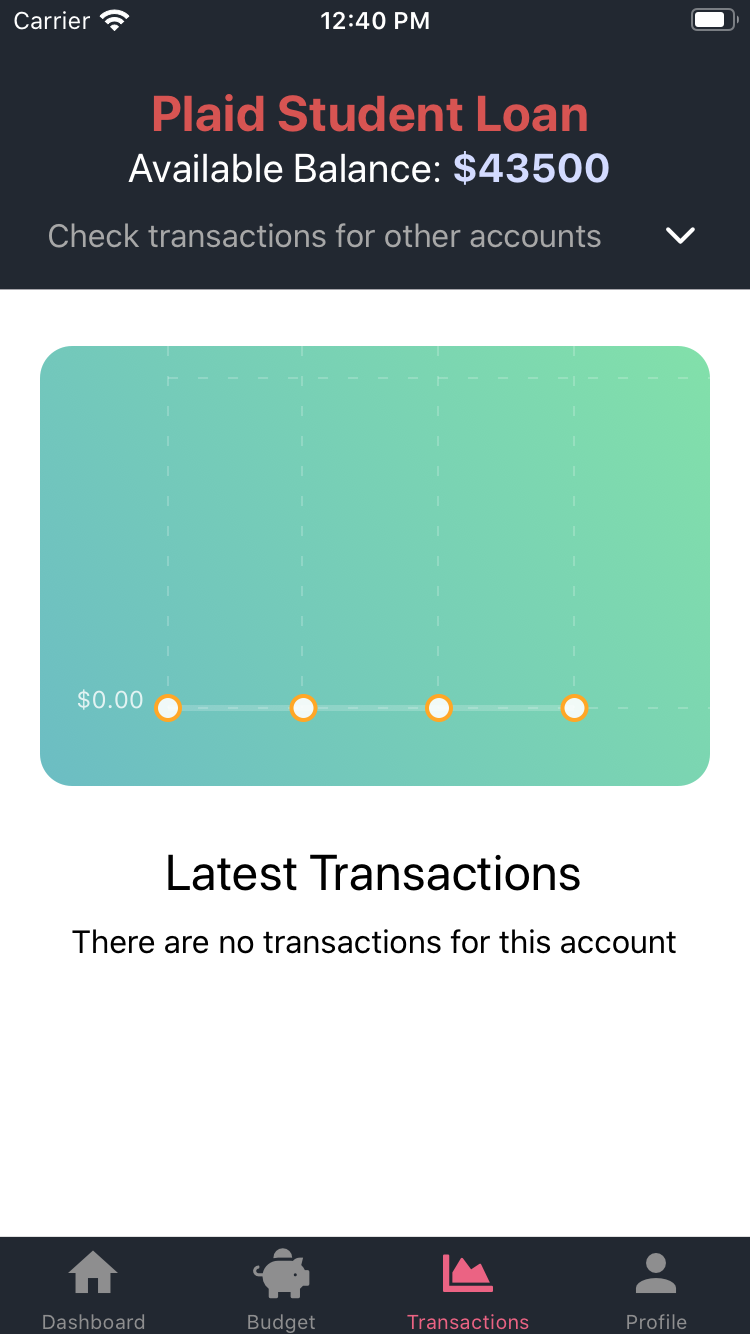 Carrier 12:40 PM
Plaid Student Loan
Available Balance: $43500
Check transactions for other accounts
$0.00
Latest Transactions
There are no transactions for this account
Dashboard Budget Transactions Profile